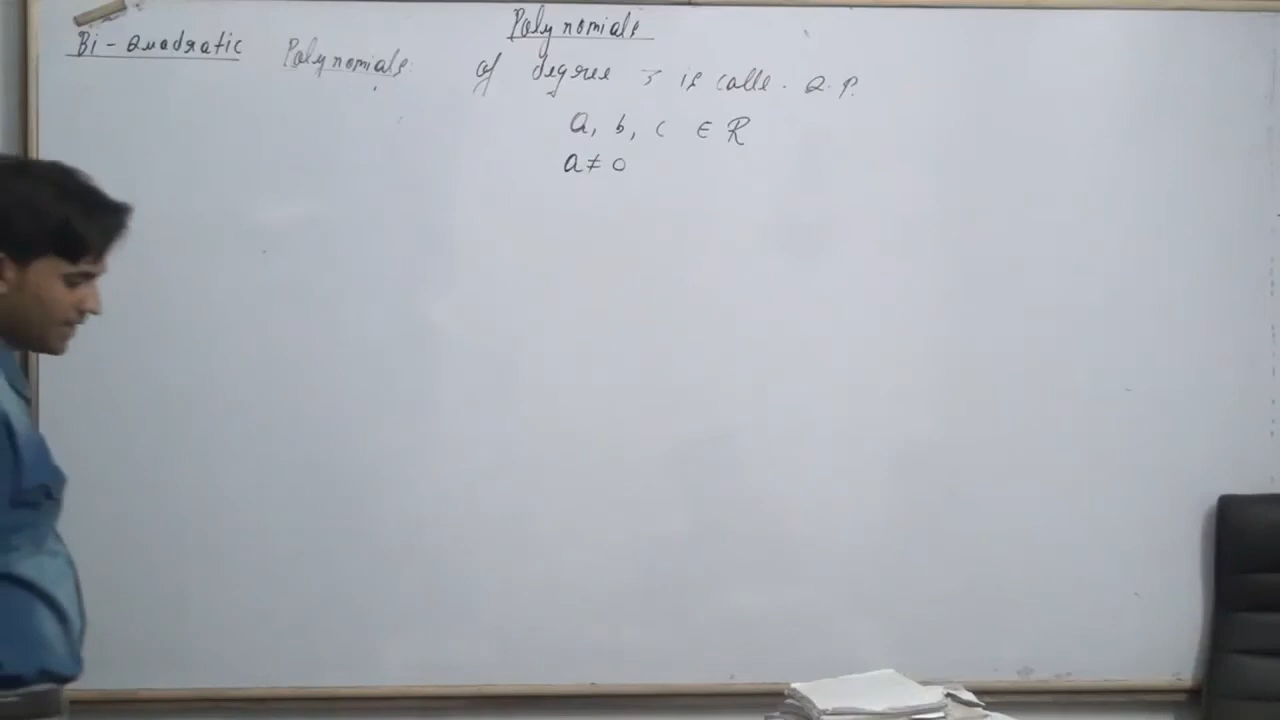 Polynomials
Bi-Quadratic Polynomials: of degree 3 is calle. Q.P.
a, b, c ∈ R
a ≠ 0